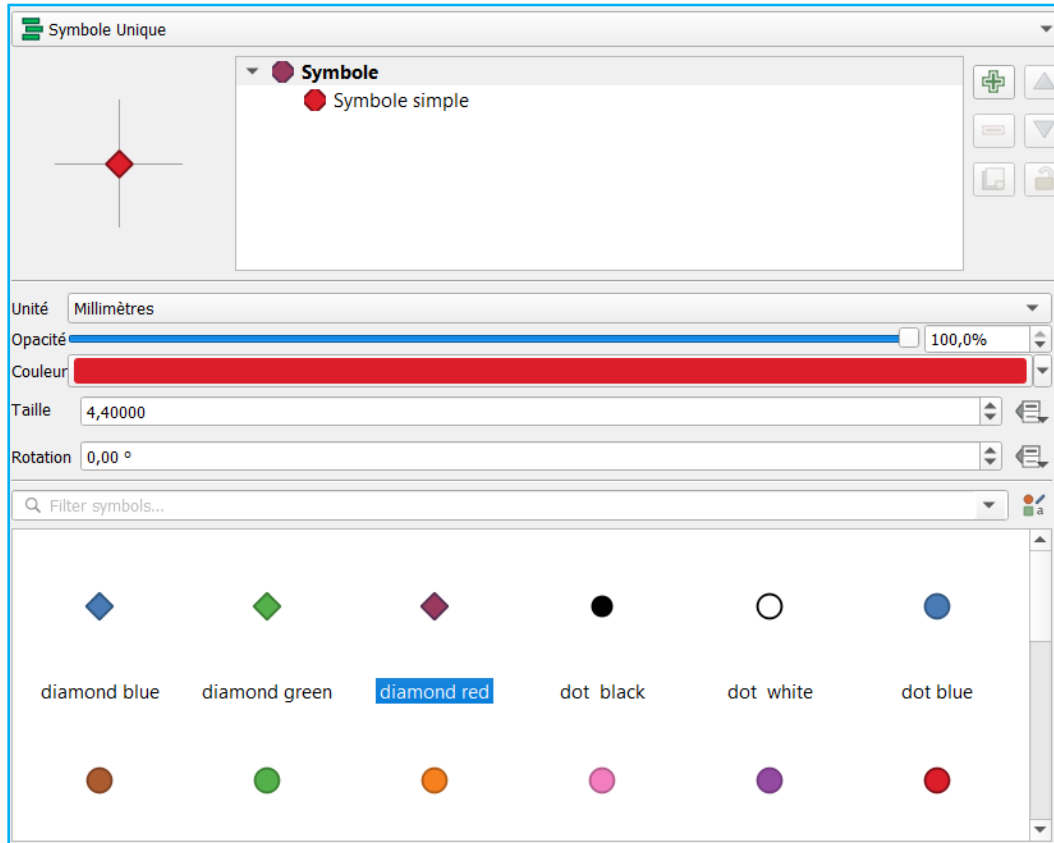 Symbole Unique
Symbole
Symbole simple
Unité Millimètres
Opacité 100,0%
Couleur
Taille 4,40000
Rotation 0,00 °
Filter symbols...
a
diamond blue diamond green diamond red dot black dot white dot blue